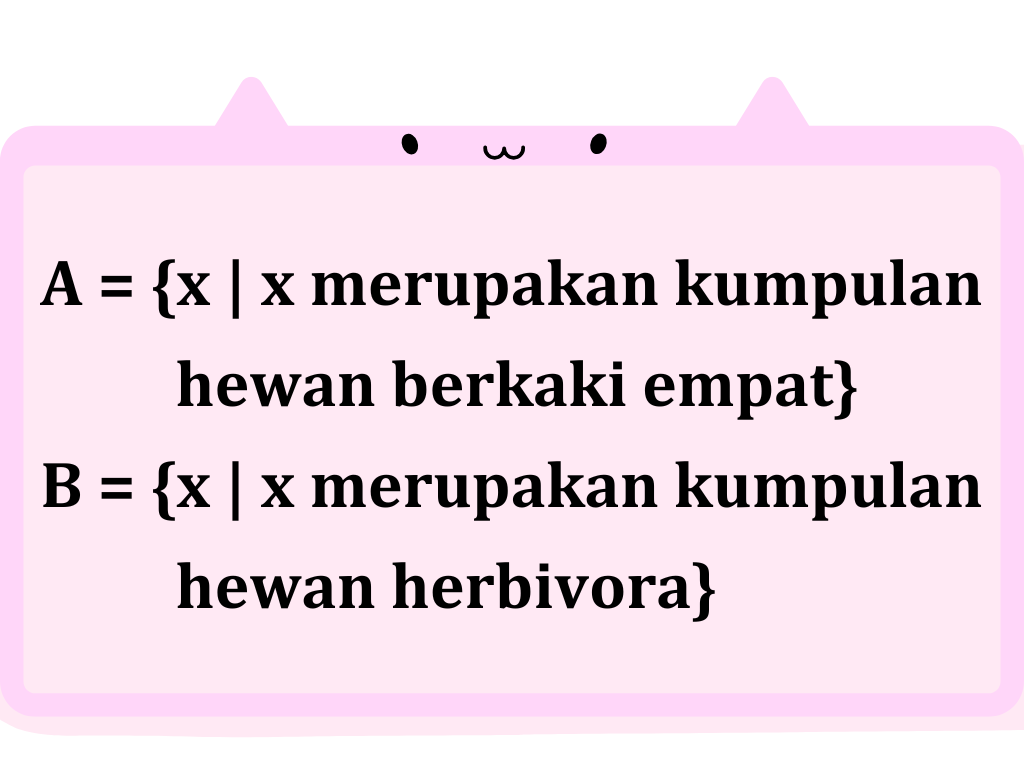 A = {x | x merupakan kumpulan
hewan berkaki empat}
B = {x | x merupakan kumpulan
hewan herbivora}